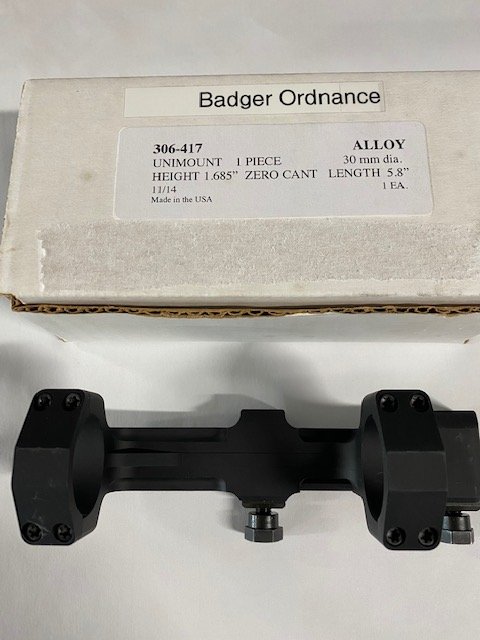 Badger Ordnance
306-417 ALLOY
UNIMOUNT 1 PIECE 30 mm dia.
HEIGHT 1.685" ZERO CANT LENGTH 5.8"
11/14 1 EA.
Made in the USA